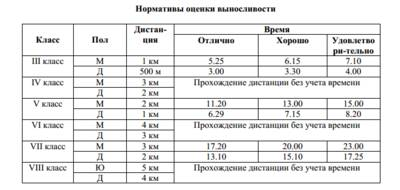 Нормативы оценки выносливости
Класс Пол Дистан-ция Время
Отлично Хорошо Удовлетво ри-тельно
III класс М 1 км 5.25 6.15 7.10
Д 500 м 3.00 3.30 4.00
IV класс М 3 км Прохождение дистанции без учета времени
Д 2 км
V класс М 2 км 11.20 13.00 15.00
Д 1 км 6.29 7.15 8.20
VI класс М 4 км Прохождение дистанции без учета времени
Д 3 км
VII класс М 3 км 17.20 20.00 23.00
Д 2 км 13.10 15.10 17.25
VIII класс Ю 5 км Прохождение дистанции без учета времени
Д 4 км